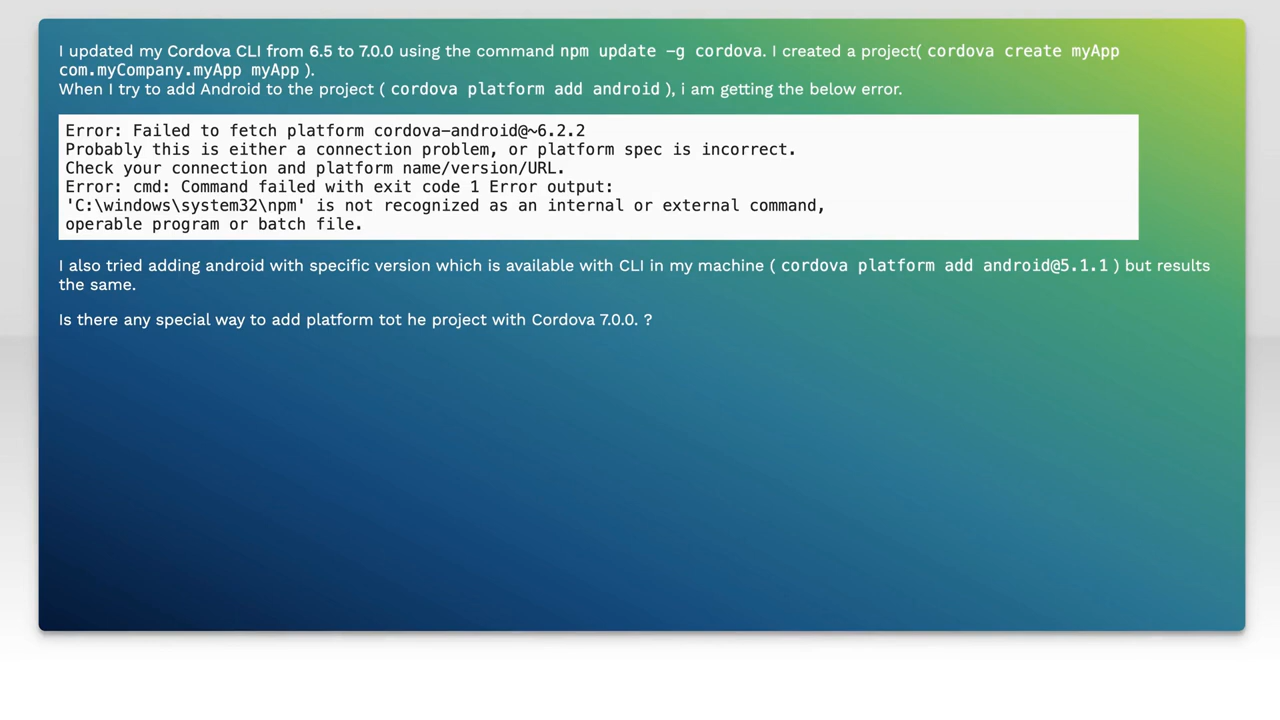 I updated my Cordova CLI from 6.5 to 7.0.0 using the command npm update -g cordova. I created a project( cordova create myApp
com.myCompany.myApp myApp ).
When I try to add Android to the project ( cordova platform add android ), i am getting the below error.
Error: Failed to fetch platform cordova-android@~6.2.2
Probably this is either a connection problem, or platform spec is incorrect.
Check your connection and platform name/version/URL.
Error: cmd: Command failed with exit code 1 Error output:
'C:\windows\system32\npm' is not recognized as an internal or external command,
operable program or batch file.
I also tried adding android with specific version which is available with CLI in my machine ( cordova platform add android@5.1.1 ) but results
the same.
Is there any special way to add platform tot he project with Cordova 7.0.0. ?